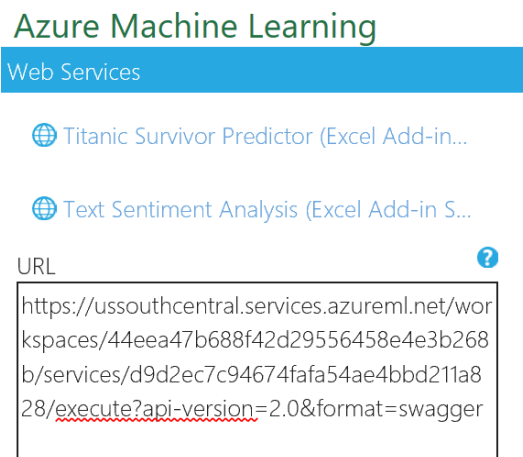 Azure Machine Learning
Web Services
Titanic Survivor Predictor (Excel Add-in...
Text Sentiment Analysis (Excel Add-in S...
?
URL
https://ussouthcentral.services.azureml.net/wor
kspaces/44eea47b688f42d29556458e4e3b268
b/services/d9d2ec7c94674fafa54ae4bbd211a8
28/execute?api-version=2.0&format=swagger